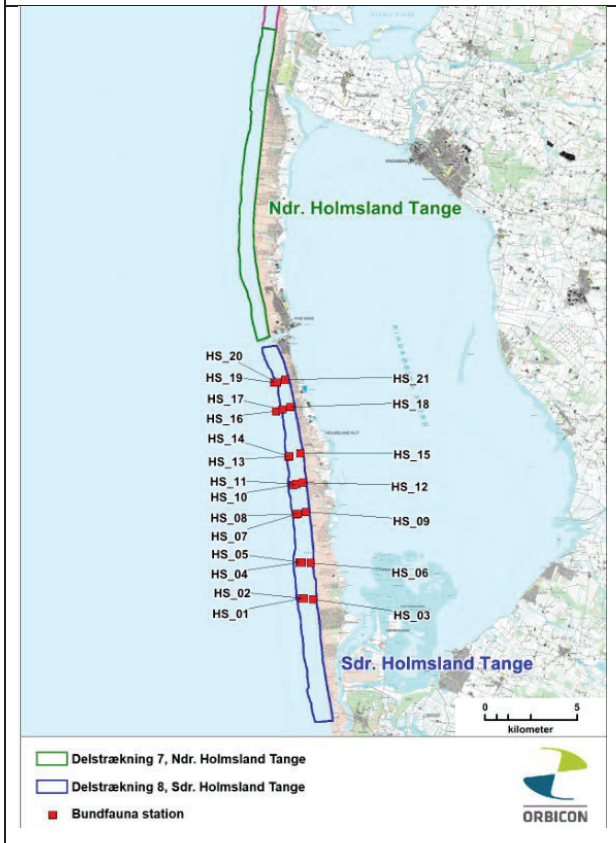 Ndr. Holmsland Tange
HS_20
HS_19
HS_21
HS_17
HS_18
HS_16
HS_14
HS_15
HS_13
HS_11
HS_12
HS_10
HS_08
HS_09
HS_07
HS_05
HS_06
HS_04
HS_02
HS_01
HS_03
Sdr. Holmsland Tange
0 5
kilometer
Delstrækning 7, Ndr. Holmsland Tange
Delstrækning 8, Sdr. Holmsland Tange
Bundfauna station
ORBICON